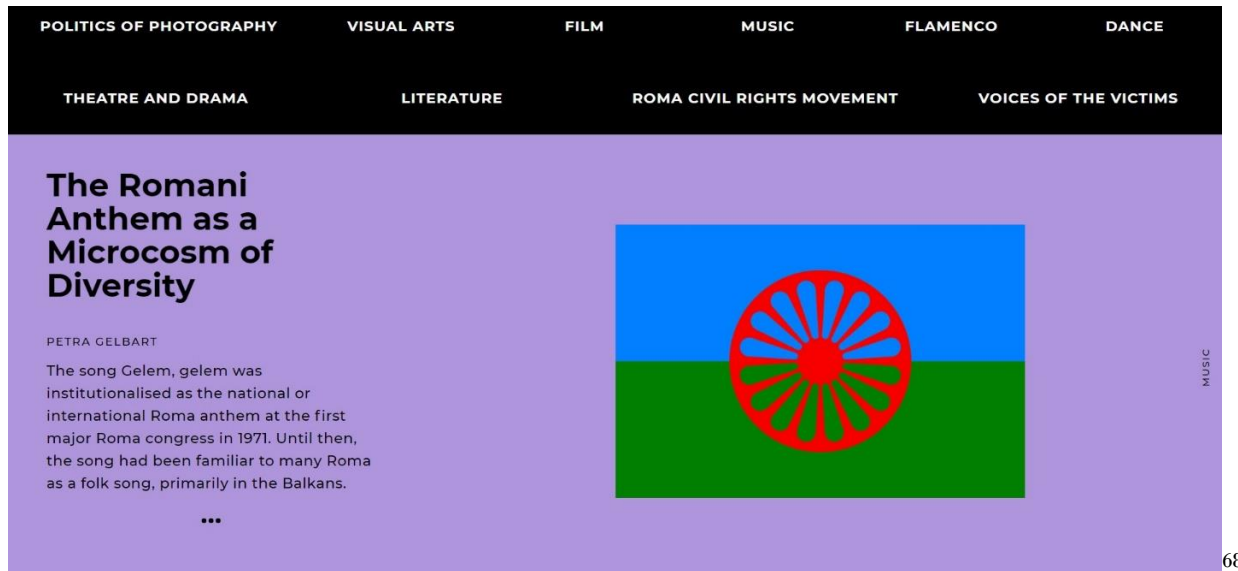 POLITICS OF PHOTOGRAPHY VISUAL ARTS FILM MUSIC FLAMENCO DANCE
THEATRE AND DRAMA LITERATURE ROMA CIVIL RIGHTS MOVEMENT VOICES OF THE VICTIMS
The Romani
Anthem as a
Microcosm of
Diversity
PETRA GELBART
The song Gelem, gelem was
institutionalised as the national or
international Roma anthem at the first
major Roma congress in 1971. Until then,
the song had been familiar to many Roma
as a folk song, primarily in the Balkans.
•••
MUSIC
68